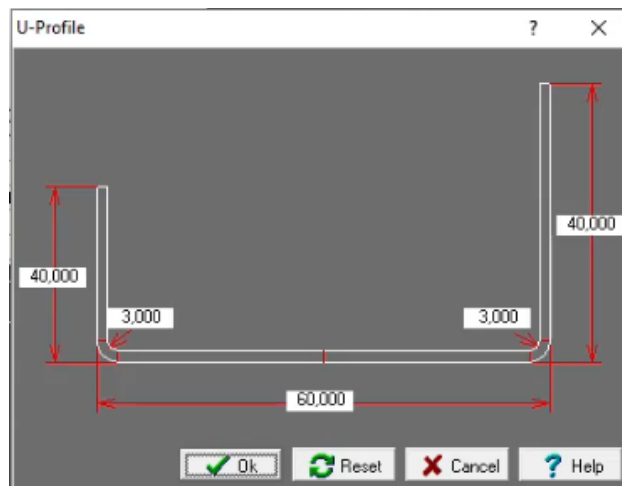 U-Profile ?
40,000
40,000
3,000
3,000
60,000
Ok
Reset
Cancel
? Help